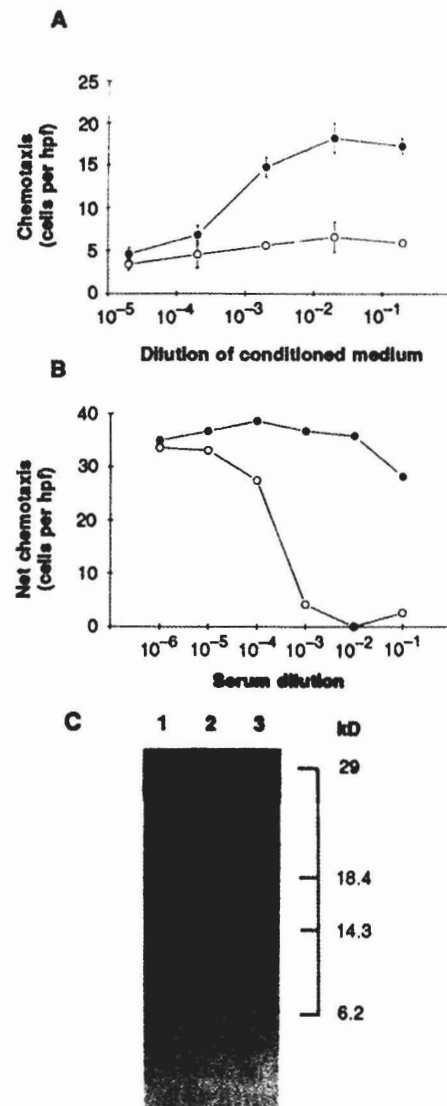 A
25
20
15
10
5
0
Chemotaxis
(cells per hpf)
10-5 10-4 10-3 10-2 10-1
Dilution of conditioned medium
B
40
30
20
10
0
Net chemotaxis
(cells per hpf)
10-6 10-5 10-4 10-3 10-2 10-1
Serum dilution
C 1 2 3 kD
29
18.4
14.3
6.2